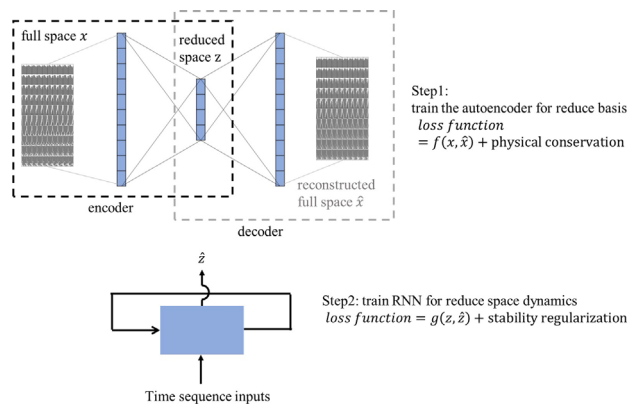 full space x
reduced
space z
reconstructed
full space x̂
encoder
decoder
Step1:
train the autoencoder for reduce basis
loss function
= f(x, x̂) + physical conservation
ẑ
Step2: train RNN for reduce space dynamics
loss function = g(z, ẑ) + stability regularization
Time sequence inputs